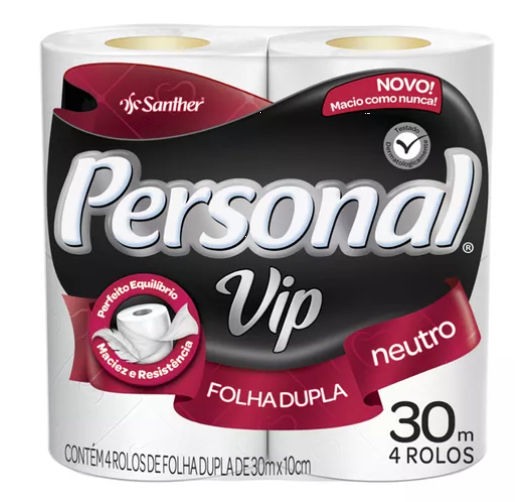 Santher®
NOVO!
Macio como nunca!
Testado
Dermatologicamente
Personal®
Vip
Perfeito Equilíbrio
Maciez e Resistência
FOLHA DUPLA
neutro
30m
4 ROLOS
CONTÉM 4 ROLOS DE FOLHA DUPLA DE 30m x 10cm